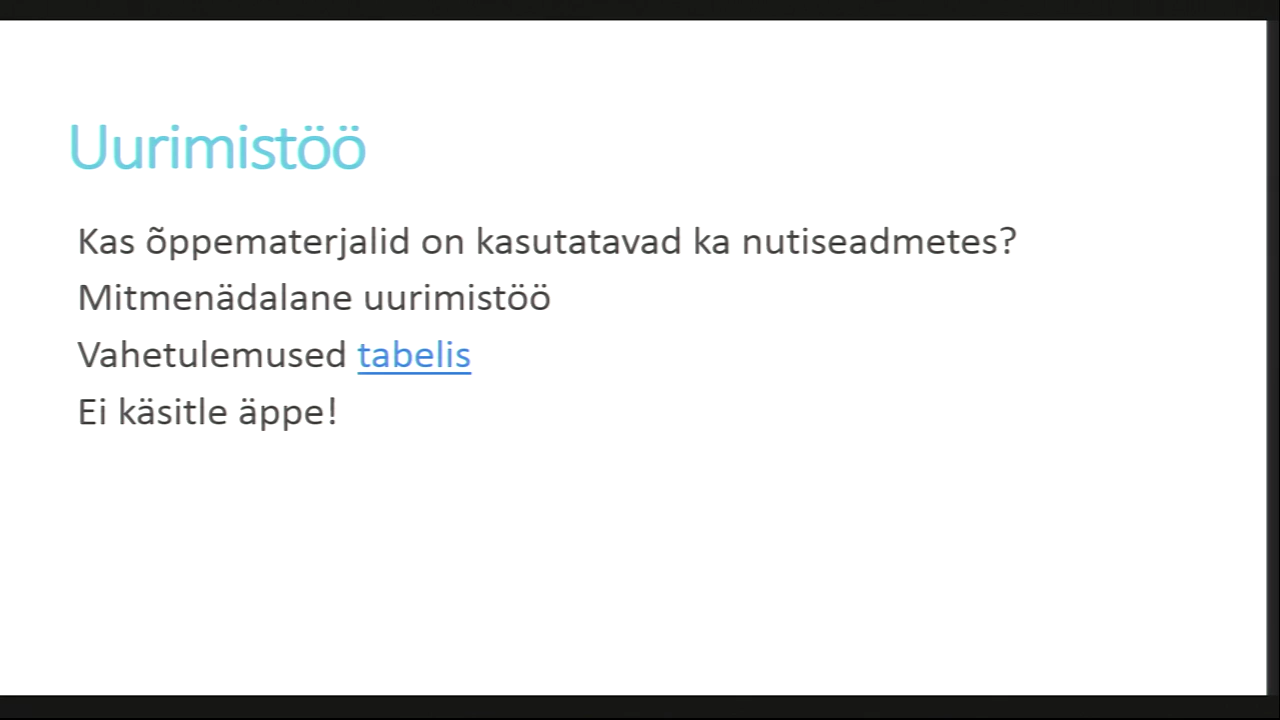 Uurimistöö
Kas õppematerjalid on kasutatavad ka nutiseadmetes?
Mitmenädalane uurimistöö
Vahetulemused tabelis
Ei käsitle äppe!